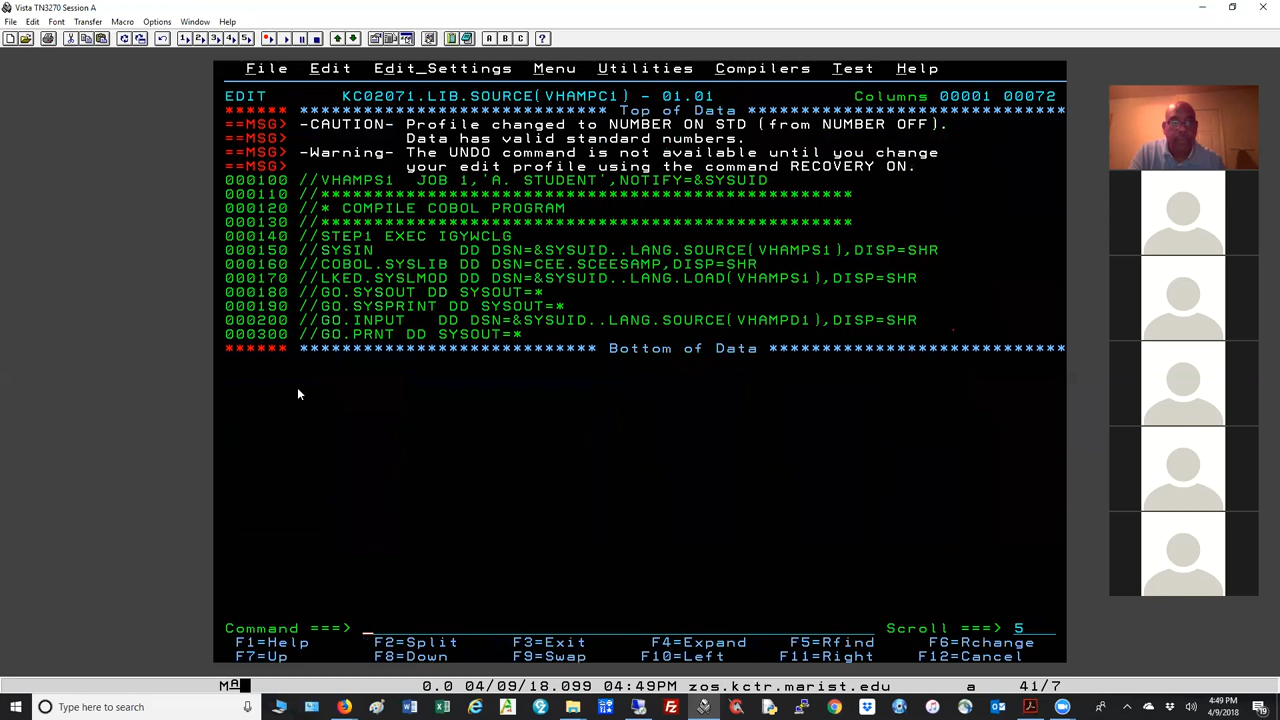 Vista TN3270 Session A
File Edit Font Transfer Macro Options Window Help
1 2 3 4 5 A B C ?
File Edit Edit_Settings Menu Utilities Compilers Test Help
EDIT KC02071.LIB.SOURCE(VHAMPC1) - 01.01 Columns 00001 00072
****** **************************** Top of Data ******************************
==MSG> -CAUTION- Profile changed to NUMBER ON STD (from NUMBER OFF).
==MSG> Data has valid standard numbers.
==MSG> -Warning- The UNDO command is not available until you change
==MSG> your edit profile using the command RECOVERY ON.
000100 //VHAMPS1 JOB 1,'A. STUDENT',NOTIFY=&SYSUID
000110 //***************************************************
000120 //* COMPILE COBOL PROGRAM
000130 //***************************************************
000140 //STEP1 EXEC IGYWCLG
000150 //SYSIN DD DSN=&SYSUID..LANG.SOURCE(VHAMPS1),DISP=SHR
000160 //COBOL.SYSLIB DD DSN=CEE.SCEESAMP,DISP=SHR
000170 //LKED.SYSLMOD DD DSN=&SYSUID..LANG.LOAD(VHAMPS1),DISP=SHR
000180 //GO.SYSOUT DD SYSOUT=*
000190 //GO.SYSPRINT DD SYSOUT=*
000200 //GO.INPUT DD DSN=&SYSUID..LANG.SOURCE(VHAMPD1),DISP=SHR
000300 //GO.PRNT DD SYSOUT=*
****** **************************** Bottom of Data ****************************
Command ===> _ Scroll ===> 5
F1=Help F2=Split F3=Exit F4=Expand F5=Rfind F6=Rchange
F7=Up F8=Down F9=Swap F10=Left F11=Right F12=Cancel
MA 0.0 04/09/18.099 04:49PM zos.kctr.marist.edu a 41/7
Type here to search
4:49 PM
4/9/2018